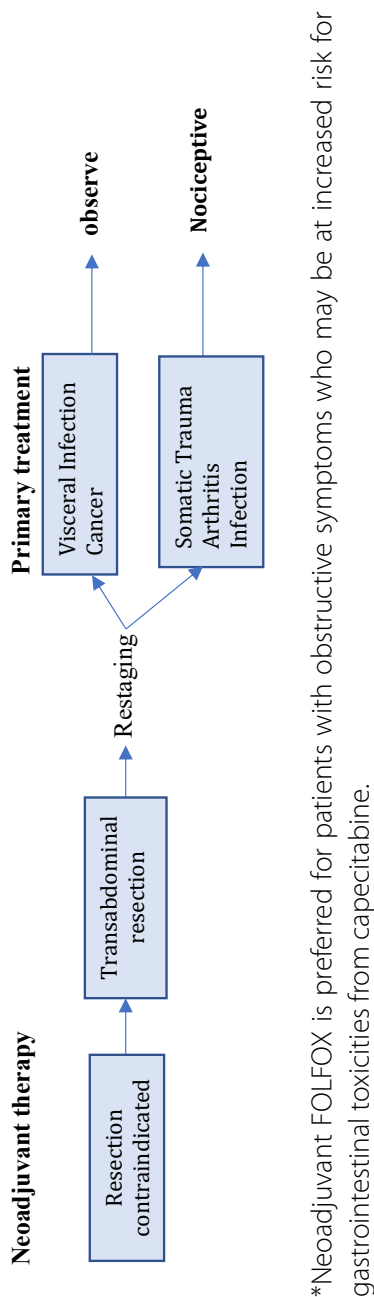 Neoadjuvant therapy
Primary treatment
Resection
contraindicated
Transabdominal
resection
Restaging
Visceral Infection
Cancer
observe
Somatic Trauma
Arthritis
Infection
Nociceptive
*Neoadjuvant FOLFOX is preferred for patients with obstructive symptoms who may be at increased risk for
gastrointestinal toxicities from capecitabine.